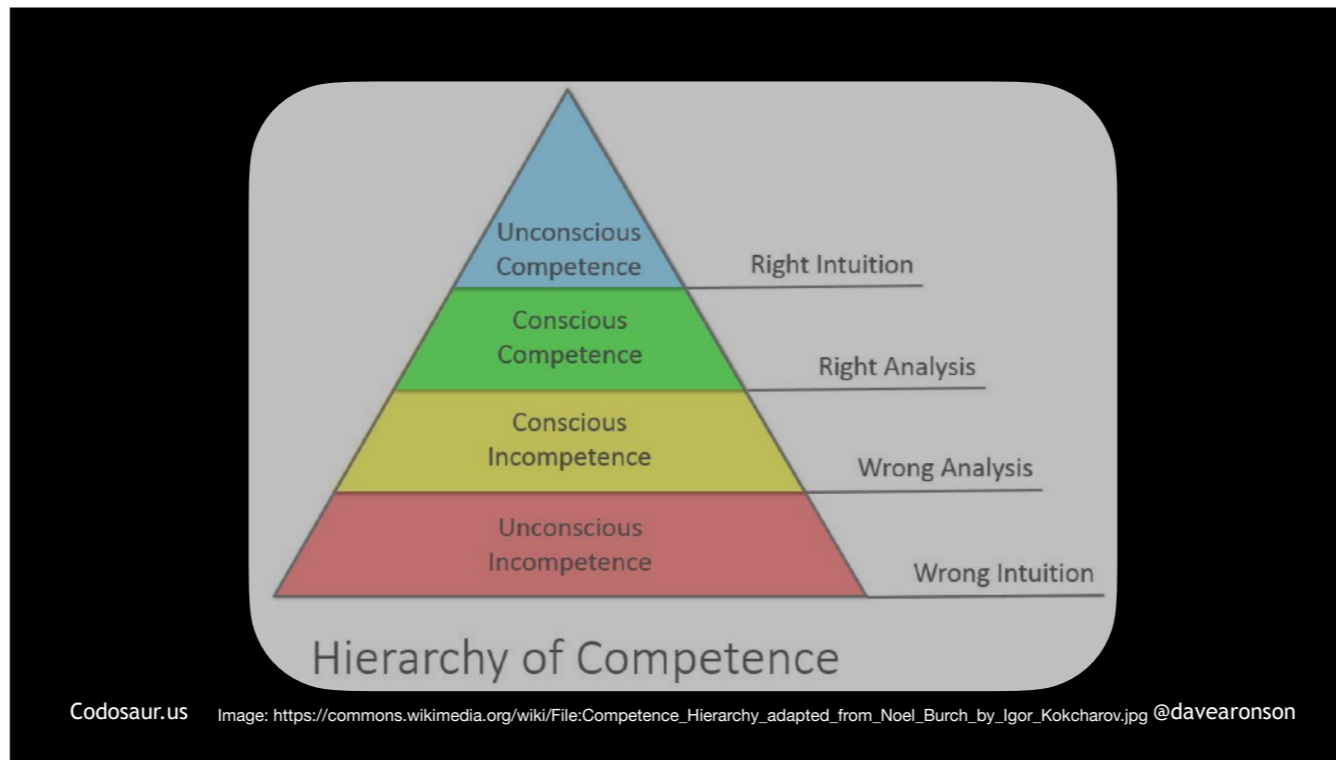 Unconscious
Competence
Right Intuition
Conscious
Competence
Right Analysis
Conscious
Incompetence
Wrong Analysis
Unconscious
Incompetence
Wrong Intuition
Hierarchy of Competence
Codosaur.us
Image: https://commons.wikimedia.org/wiki/File:Competence_Hierarchy_adapted_from_Noel_Burch_by_Igor_Kokcharov.jpg
@davearonson